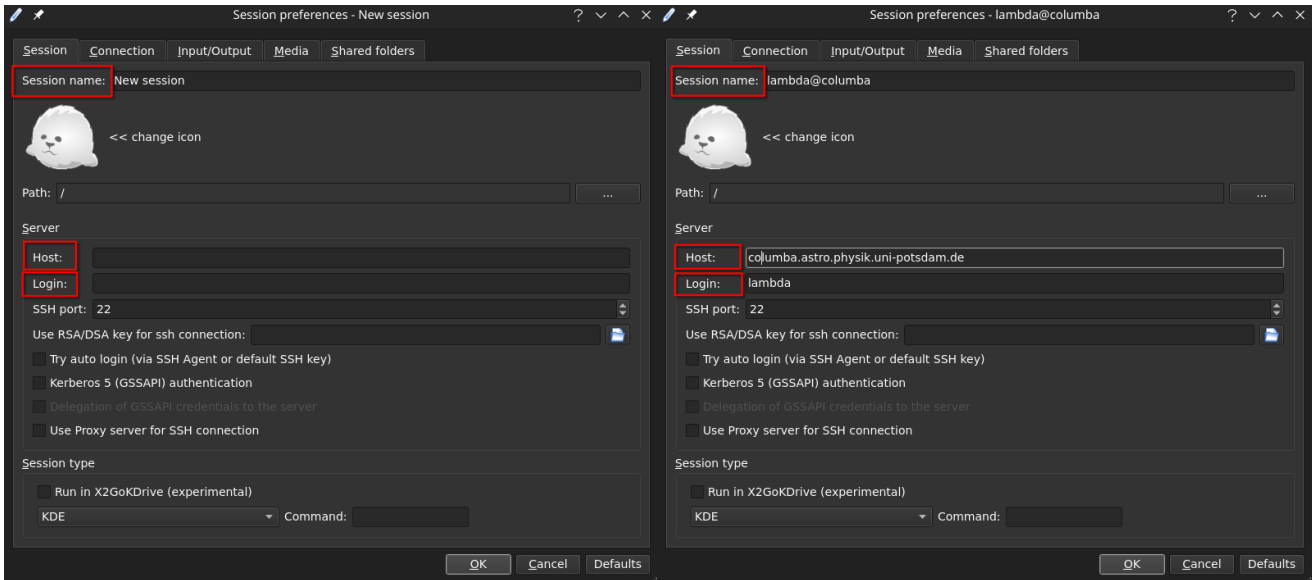 Session preferences - New session
Session Connection Input/Output Media Shared folders
Session name: New session
<< change icon
Path: / ...
Server
Host:
Login:
SSH port: 22
Use RSA/DSA key for ssh connection:
Try auto login (via SSH Agent or default SSH key)
Kerberos 5 (GSSAPI) authentication
Delegation of GSSAPI credentials to the server
Use Proxy server for SSH connection
Session type
Run in X2GoKDrive (experimental)
KDE Command:
OK Cancel Defaults
Session preferences - lambda@columba
Session Connection Input/Output Media Shared folders
Session name: lambda@columba
<< change icon
Path: / ...
Server
Host: columba.astro.physik.uni-potsdam.de
Login: lambda
SSH port: 22
Use RSA/DSA key for ssh connection:
Try auto login (via SSH Agent or default SSH key)
Kerberos 5 (GSSAPI) authentication
Delegation of GSSAPI credentials to the server
Use Proxy server for SSH connection
Session type
Run in X2GoKDrive (experimental)
KDE Command:
OK Cancel Defaults